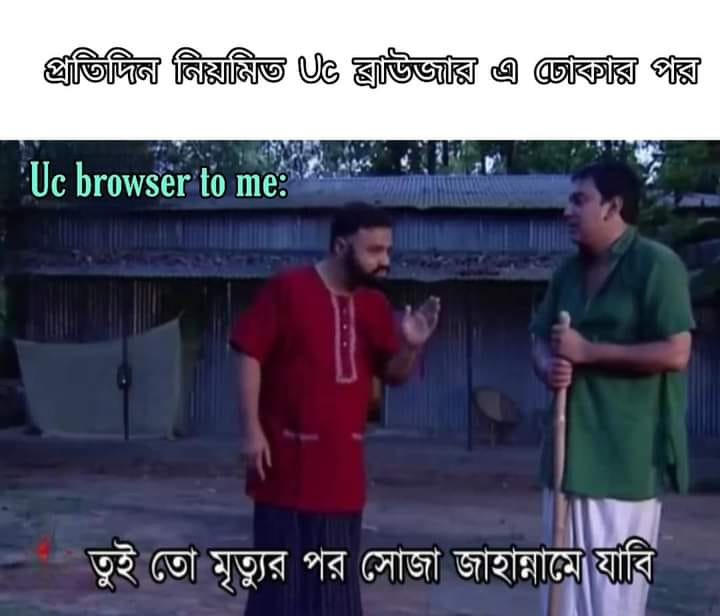 প্রতিদিন নিয়মিত Uc ব্রাউজার এ ঢোকার পর
Uc browser to me:
তুই তো মৃত্যুর পর সোজা জাহান্নামে যাবি